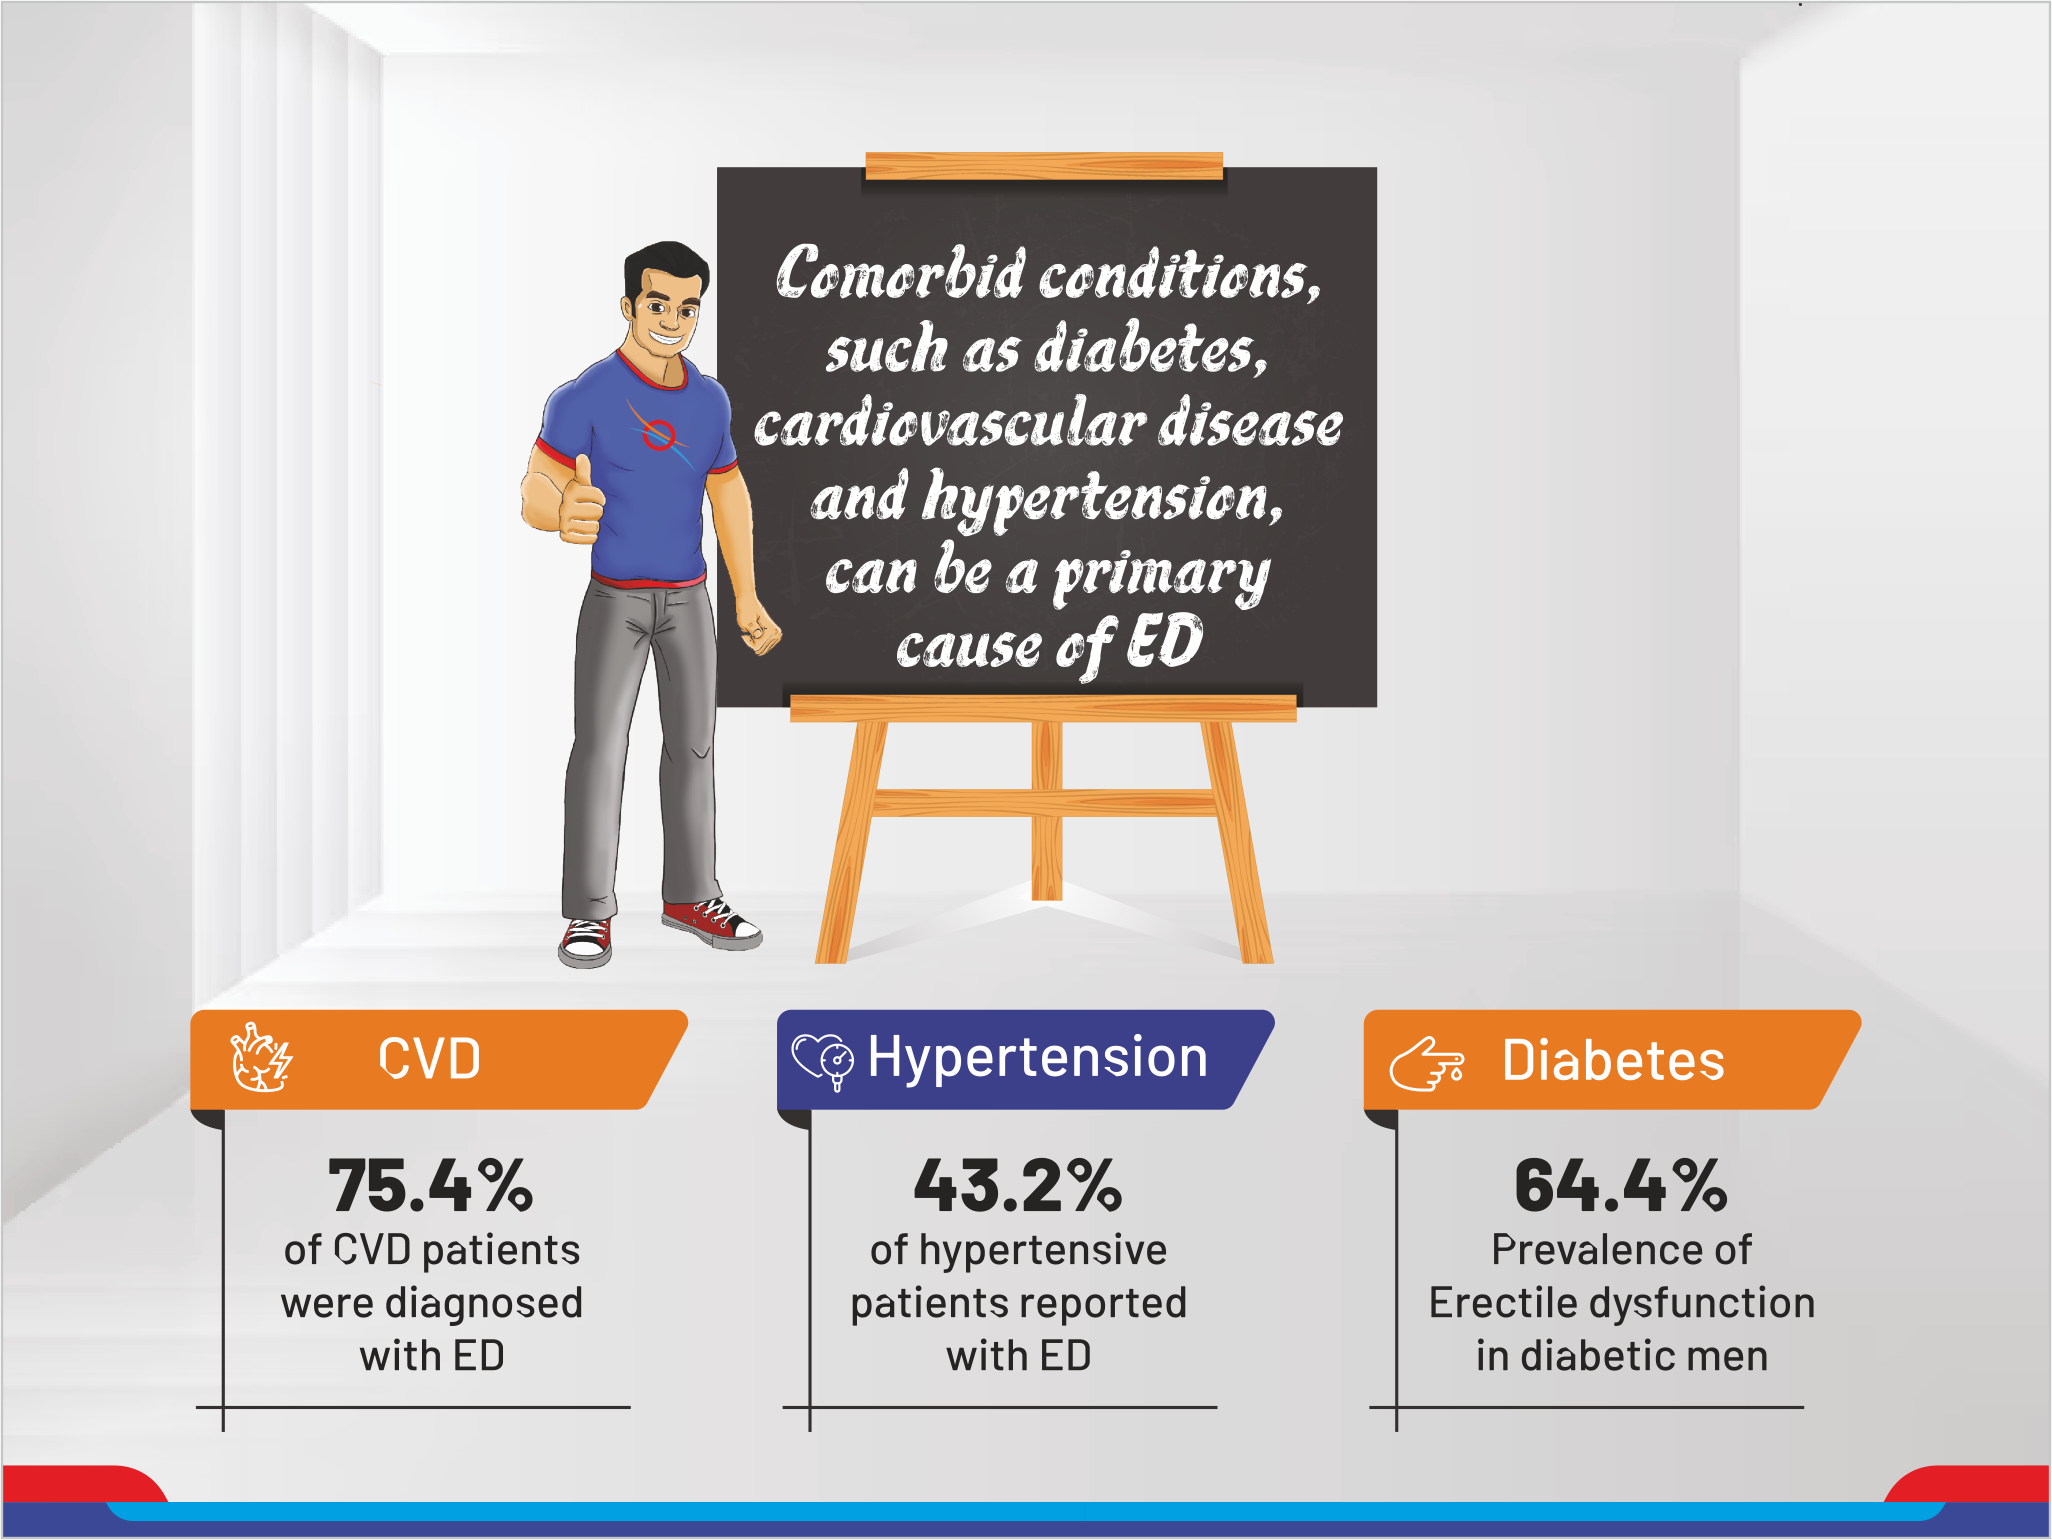 Comorbid conditions,
such as diabetes,
cardiovascular disease
and hypertension,
can be a primary
cause of ED
CVD
75.4%
of CVD patients
were diagnosed
with ED
Hypertension
43.2%
of hypertensive
patients reported
with ED
Diabetes
64.4%
Prevalence of
Erectile dysfunction
in diabetic men